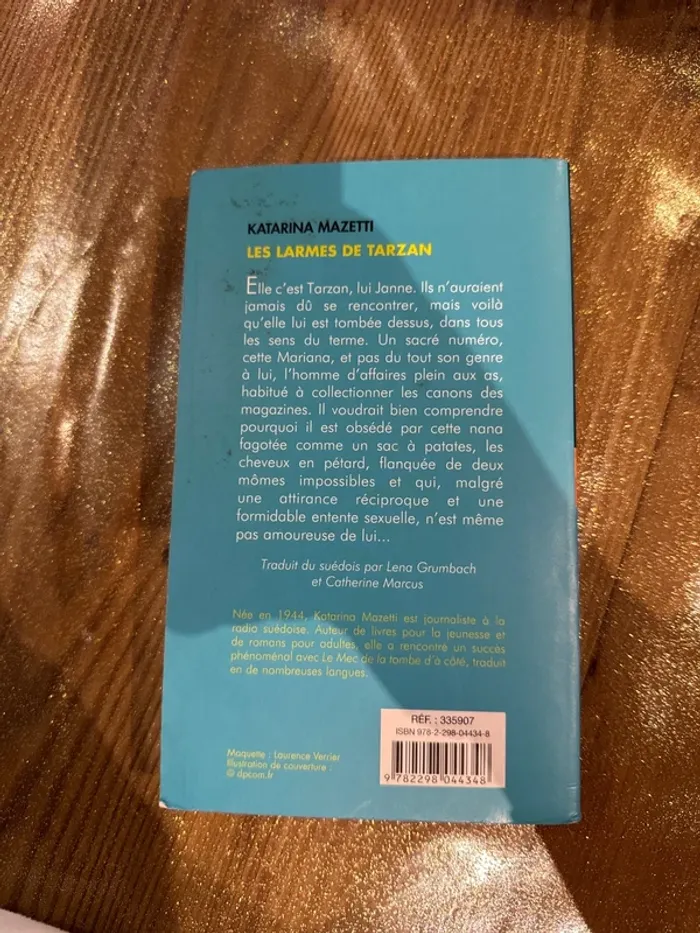 KATARINA MAZETTI
LES LARMES DE TARZAN
Elle c'est Tarzan, lui Janne. Ils n'auraient
jamais dû se rencontrer, mais voilà
qu'elle lui est tombée dessus, dans tous
les sens du terme. Un sacré numéro,
cette Mariana, et pas du tout son genre
à lui, l'homme d'affaires plein aux as,
habitué à collectionner les canons des
magazines. Il voudrait bien comprendre
pourquoi il est obsédé par cette nana
fagotée comme un sac à patates, les
cheveux en pétard, flanquée de deux
mômes impossibles et qui, malgré
une attirance réciproque et une
formidable entente sexuelle, n'est même
pas amoureuse de lui...
Traduit du suédois par Lena Grumbach
et Catherine Marcus
Née en 1944, Katarina Mazetti est journaliste à la
radio suédoise. Auteur de livres pour la jeunesse et
de romans pour adultes, elle a rencontré un succès
phénoménal avec Le Mec de la tombe d'à côté, traduit
en de nombreuses langues.
RÉF. : 335907
ISBN 978-2-298-04434-8
9 782298 044348
Maquette : Laurence Verrier
Illustration de couverture :
© dpcom.fr